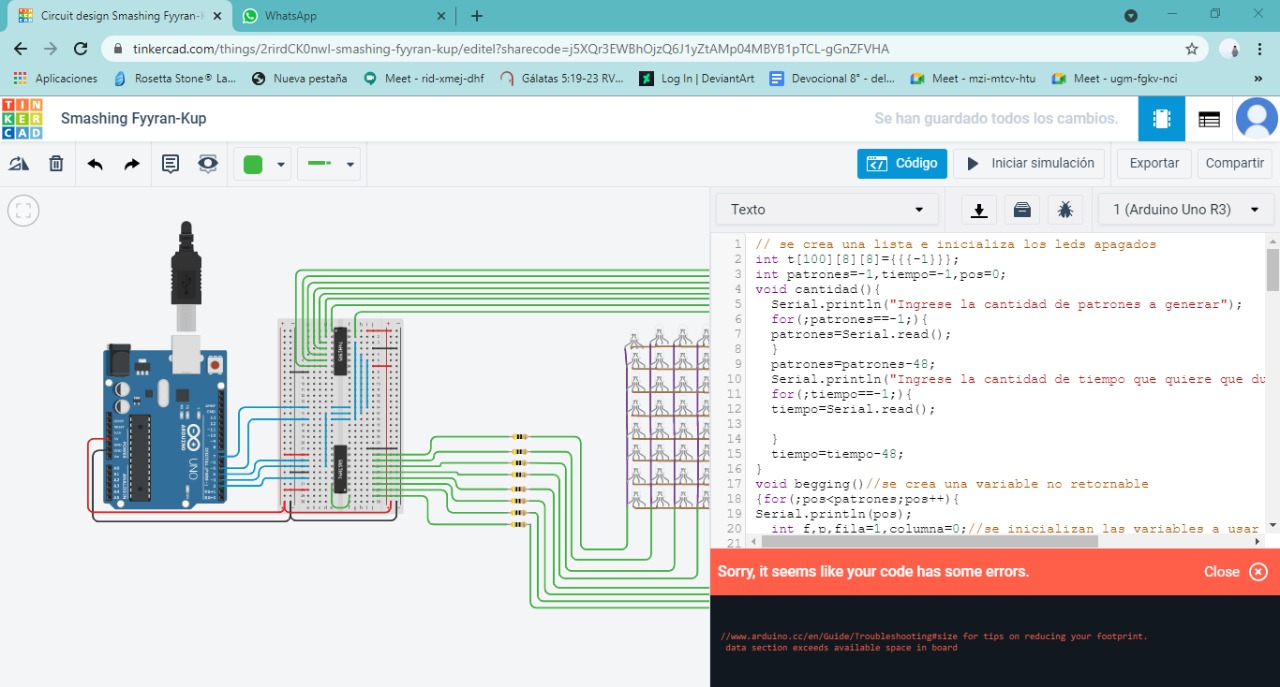 Circuit design Smashing Fyyran-K
WhatsApp
tinkercad.com/things/2rirdCK0nwl-smashing-fyyran-kup/editel?sharecode=j5XQr3EWBhOjzQ6J1yZtAMp04MBYB1pTCL-gGnZFVHA
Aplicaciones
Rosetta Stone® La...
Nueva pestaña
Meet - rid-xmej-dhf
Gálatas 5:19-23 RV...
Log In | DeviantArt
Devocional 8° - del...
Meet - mzi-mtcv-htu
Meet - ugm-fgkv-nci
»
TIN
KER
CAD
Smashing Fyyran-Kup
Se han guardado todos los cambios.
Código
Iniciar simulación
Exportar
Compartir
Texto
1 (Arduino Uno R3)
1 // se crea una lista e inicializa los leds apagados
2 int t[100][8][8]={{{-1}}};
3 int patrones=-1,tiempo=-1,pos=0;
4 void cantidad(){
5 Serial.println("Ingrese la cantidad de patrones a generar");
6 for(;patrones==-1;){
7 patrones=Serial.read();
8 }
9 patrones=patrones-48;
10 Serial.println("Ingrese la cantidad de tiempo que quiere que du
11 for(;tiempo==-1;){
12 tiempo=Serial.read();
13
14 }
15 tiempo=tiempo-48;
16 }
17 void begging()//se crea una variable no retornable
18 {for(;pos<patrones;pos++){
19 Serial.println(pos);
20 int f,p,fila=1,columna=0;//se inicializan las variables a usar
21
Sorry, it seems like your code has some errors.
Close
//www.arduino.cc/en/Guide/Troubleshooting#size for tips on reducing your footprint.
data section exceeds available space in board
ARDUINO
UNO